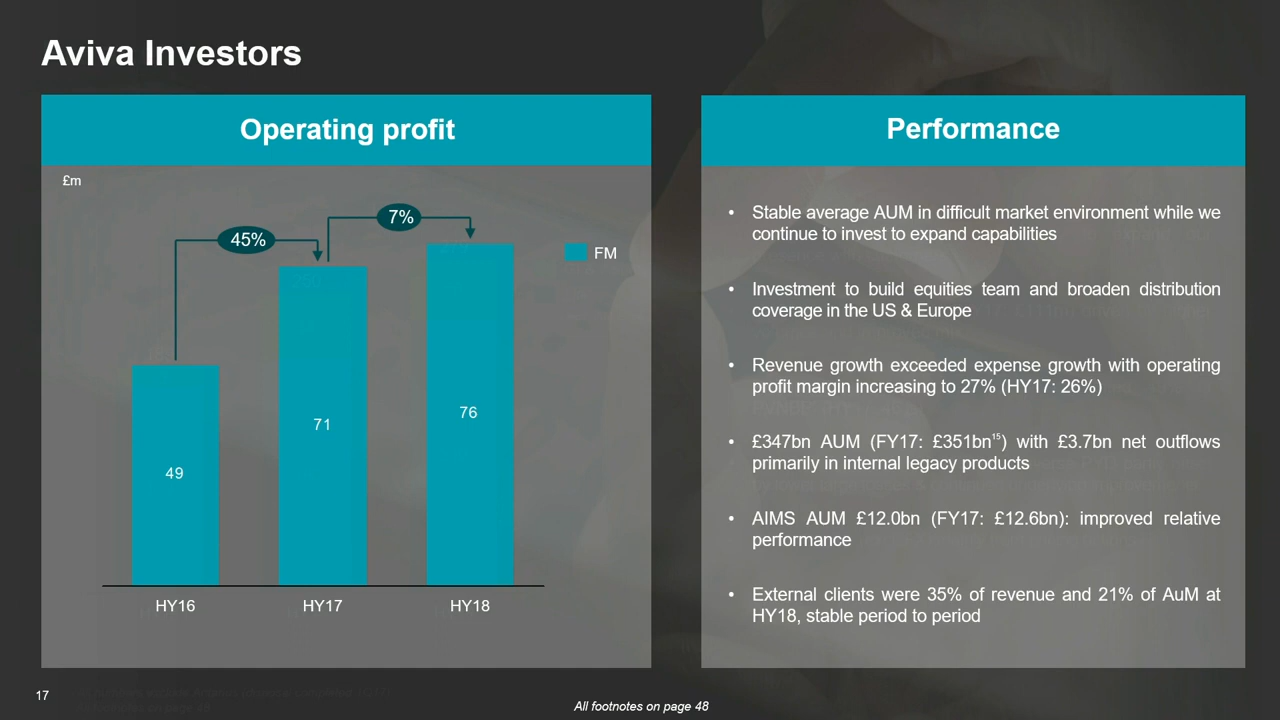 Aviva Investors
Operating profit
£m
45%
7%
FM
49
71
76
HY16
HY17
HY18
Performance
• Stable average AUM in difficult market environment while we
continue to invest to expand capabilities
• Investment to build equities team and broaden distribution
coverage in the US & Europe
• Revenue growth exceeded expense growth with operating
profit margin increasing to 27% (HY17: 26%)
• £347bn AUM (FY17: £351bn¹⁵) with £3.7bn net outflows
primarily in internal legacy products
• AIMS AUM £12.0bn (FY17: £12.6bn): improved relative
performance
• External clients were 35% of revenue and 21% of AuM at
HY18, stable period to period
17
All footnotes on page 48